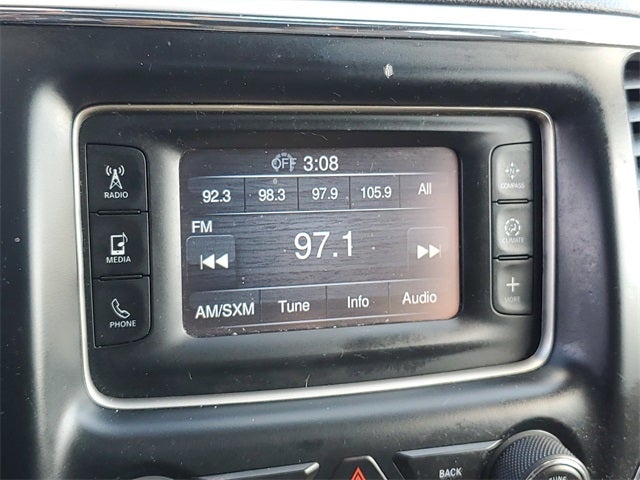 OFF 3:08
92.3 98.3 97.9 105.9 All
FM
97.1
AM/SXM Tune Info Audio
RADIO
MEDIA
PHONE
N
COMPASS
CLIMATE
MORE
BACK
TUNE